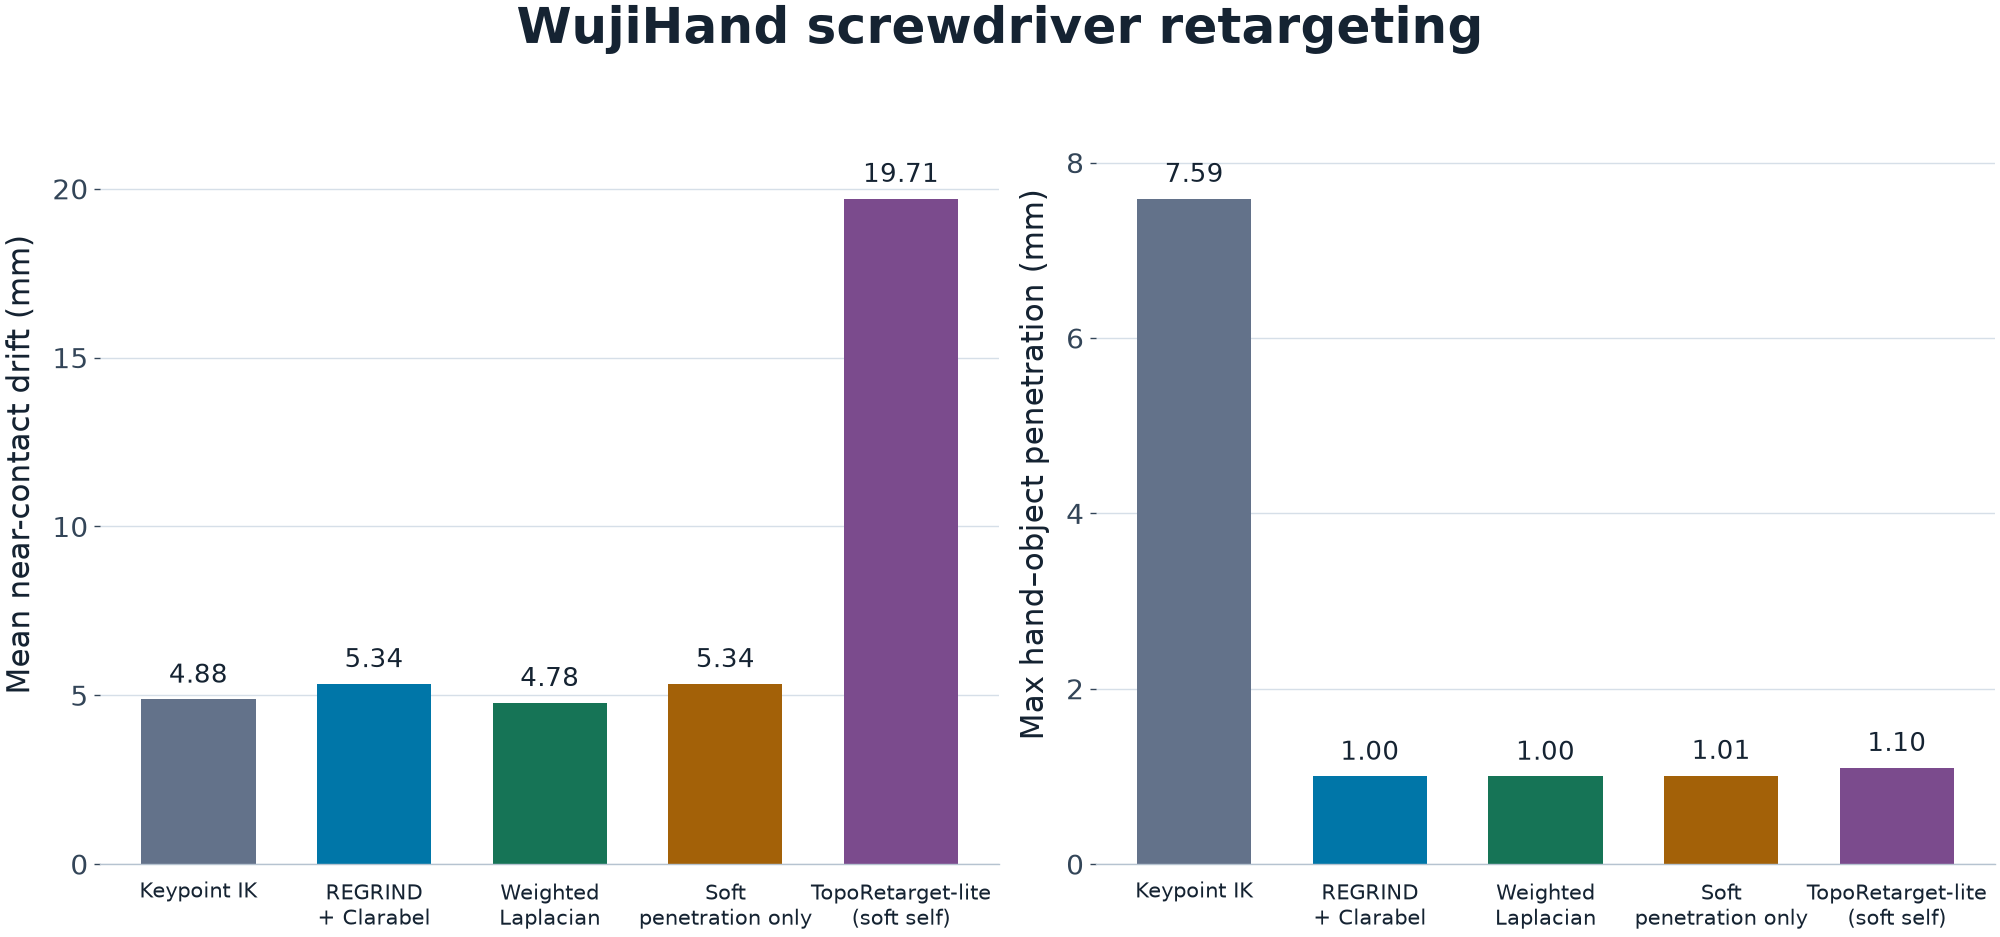 WujiHand screwdriver retargeting
Mean near-contact drift (mm)
20
15
10
5
0
4.88
5.34
4.78
5.34
19.71
Keypoint IK
REGRIND
+ Clarabel
Weighted
Laplacian
Soft
penetration only
TopoRetarget-lite
(soft self)
Max hand–object penetration (mm)
8
6
4
2
0
7.59
1.00
1.00
1.01
1.10
Keypoint IK
REGRIND
+ Clarabel
Weighted
Laplacian
Soft
penetration only
TopoRetarget-lite
(soft self)